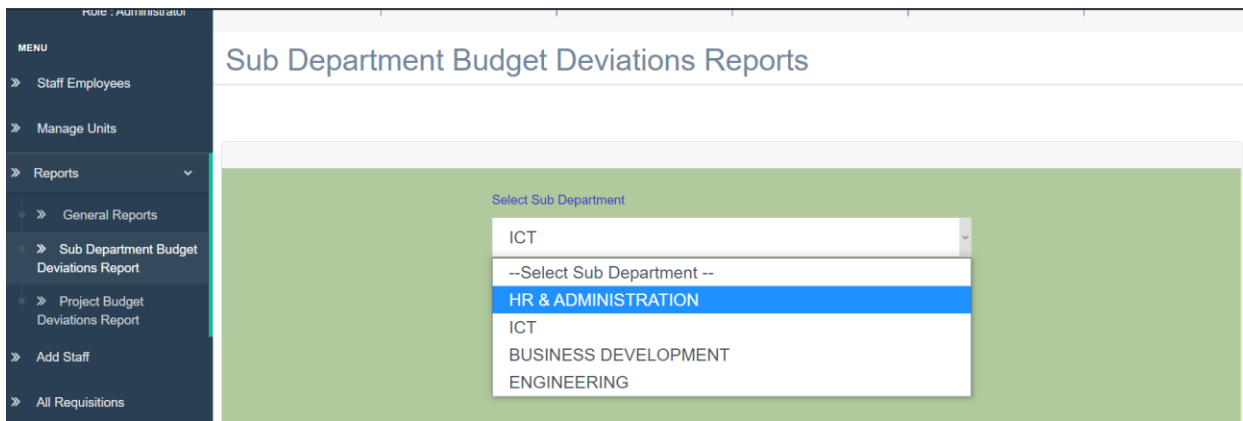 Role : Administrator
MENU
Staff Employees
Manage Units
Reports
General Reports
Sub Department Budget
Deviations Report
Project Budget
Deviations Report
Add Staff
All Requisitions
Sub Department Budget Deviations Reports
Select Sub Department
ICT
--Select Sub Department --
HR & ADMINISTRATION
ICT
BUSINESS DEVELOPMENT
ENGINEERING